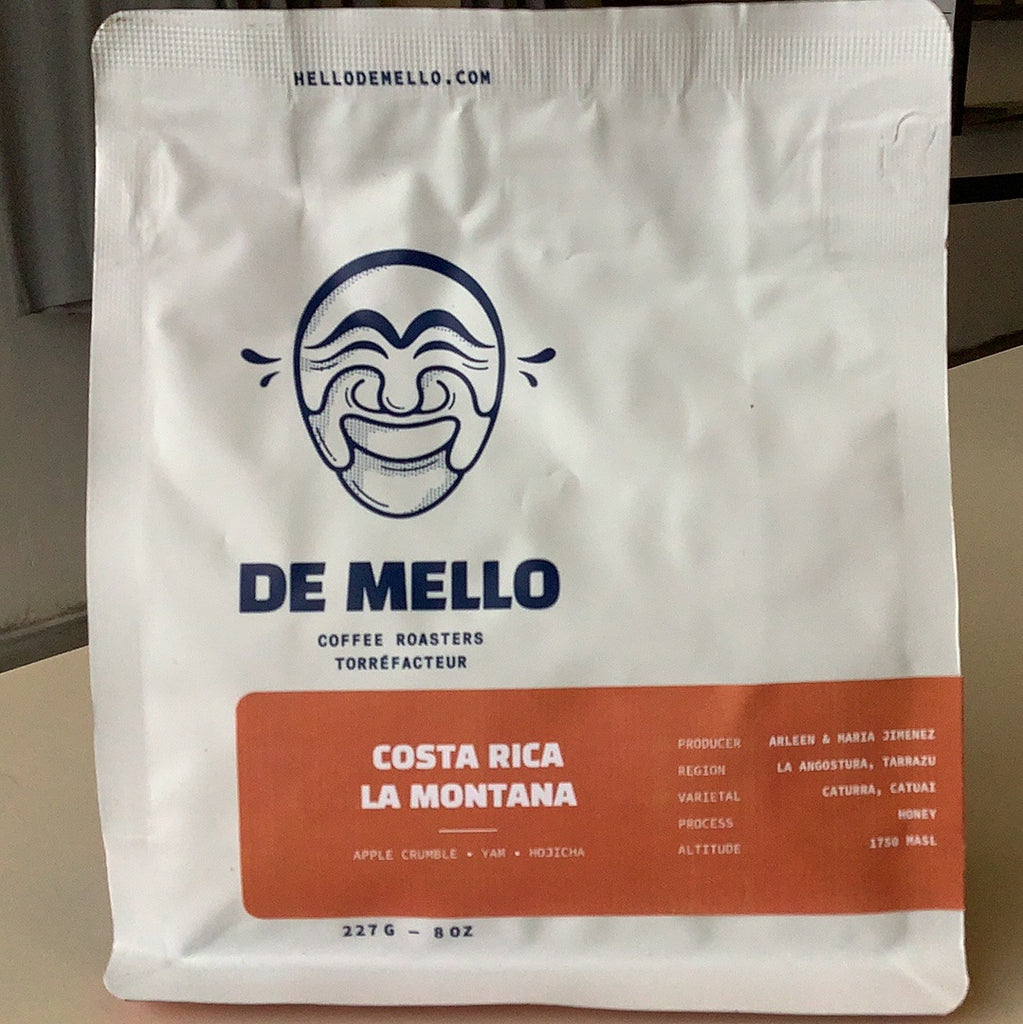 HELLODEMELLO.COM
DE MELLO
COFFEE ROASTERS
TORRÉFACTEUR
COSTA RICA
LA MONTANA
APPLE CRUMBLE • YAM • HOJICHA
PRODUCER ARLEEN & MARIA JIMENEZ
REGION LA ANGOSTURA, TARRAZU
VARIETAL CATURRA, CATUAI
PROCESS HONEY
ALTITUDE 1750 MASL
227G — 8OZ